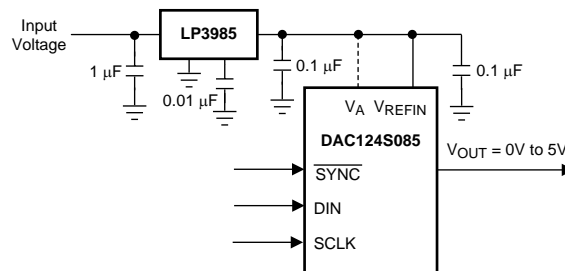 Input
Voltage
LP3985
1 µF
0.01 µF
0.1 µF
0.1 µF
VA VREFIN
DAC124S085
SYNC
VOUT = 0V to 5V
DIN
SCLK